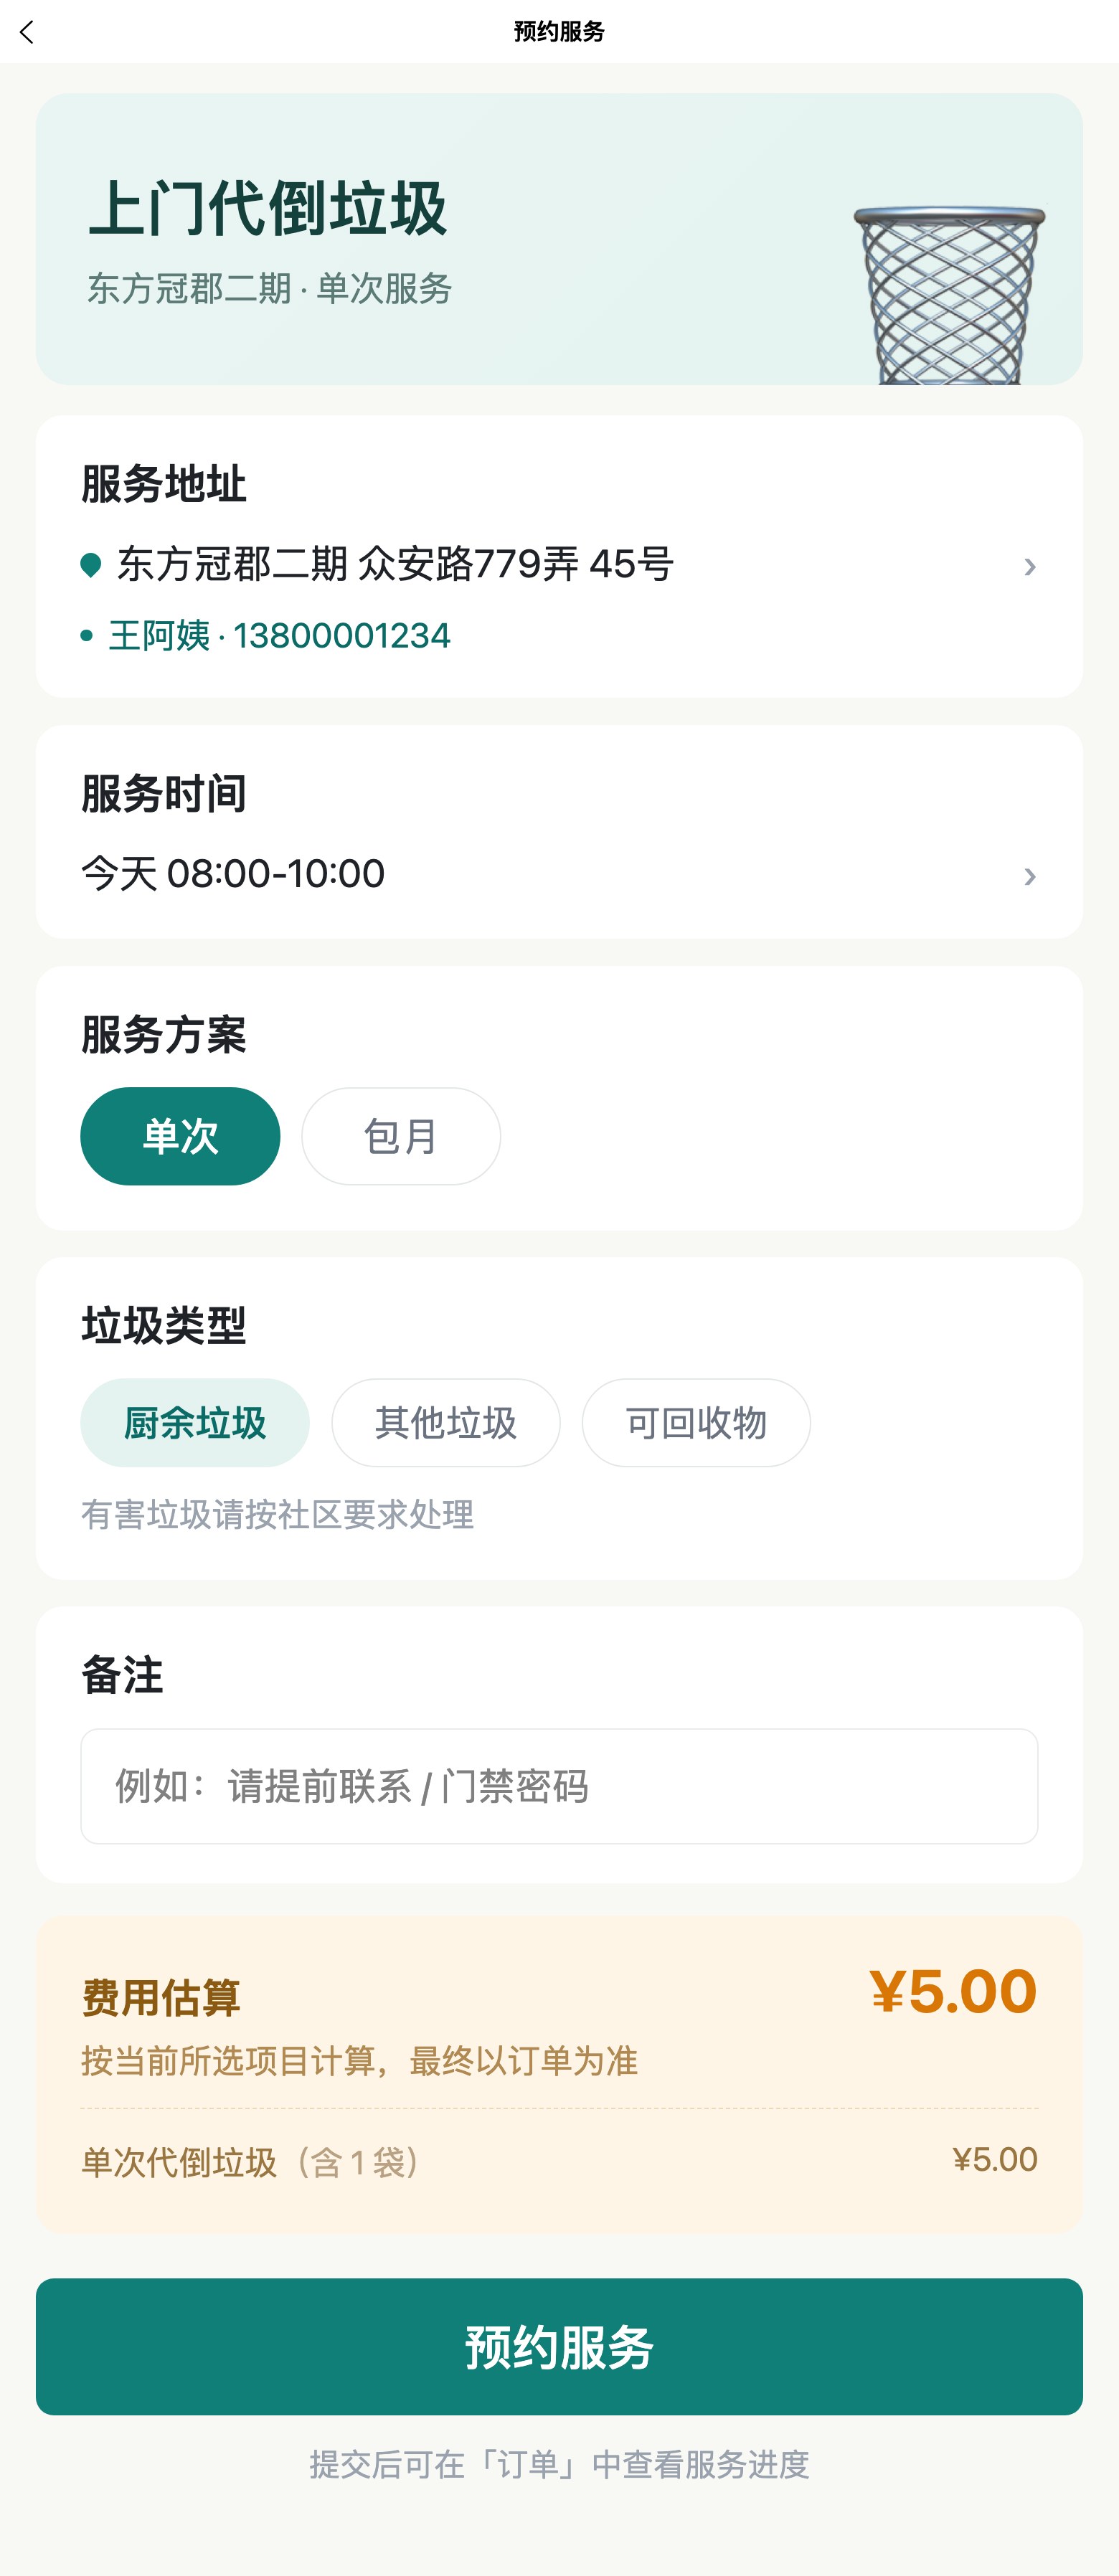 预约服务
上门代倒垃圾
东方冠郡二期 · 单次服务
服务地址
东方冠郡二期 众安路779弄 45号
王阿姨 · 13800001234
服务时间
今天 08:00-10:00
服务方案
单次 包月
垃圾类型
厨余垃圾 其他垃圾 可回收物
有害垃圾请按社区要求处理
备注
例如：请提前联系 / 门禁密码
费用估算 ¥5.00
按当前所选项目计算，最终以订单为准
单次代倒垃圾（含 1 袋） ¥5.00
预约服务
提交后可在「订单」中查看服务进度